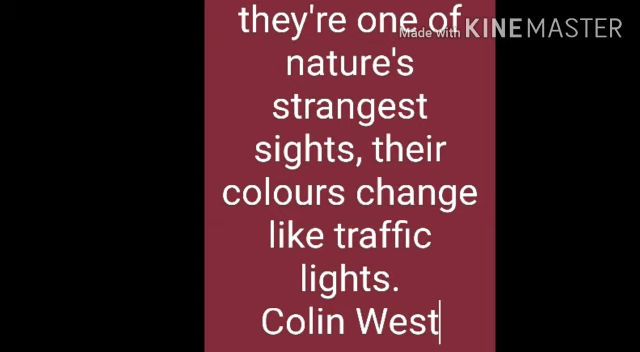 they're one of
Made with KINEMASTER
nature's
strangest
sights, their
colours change
like traffic
lights.
Colin West